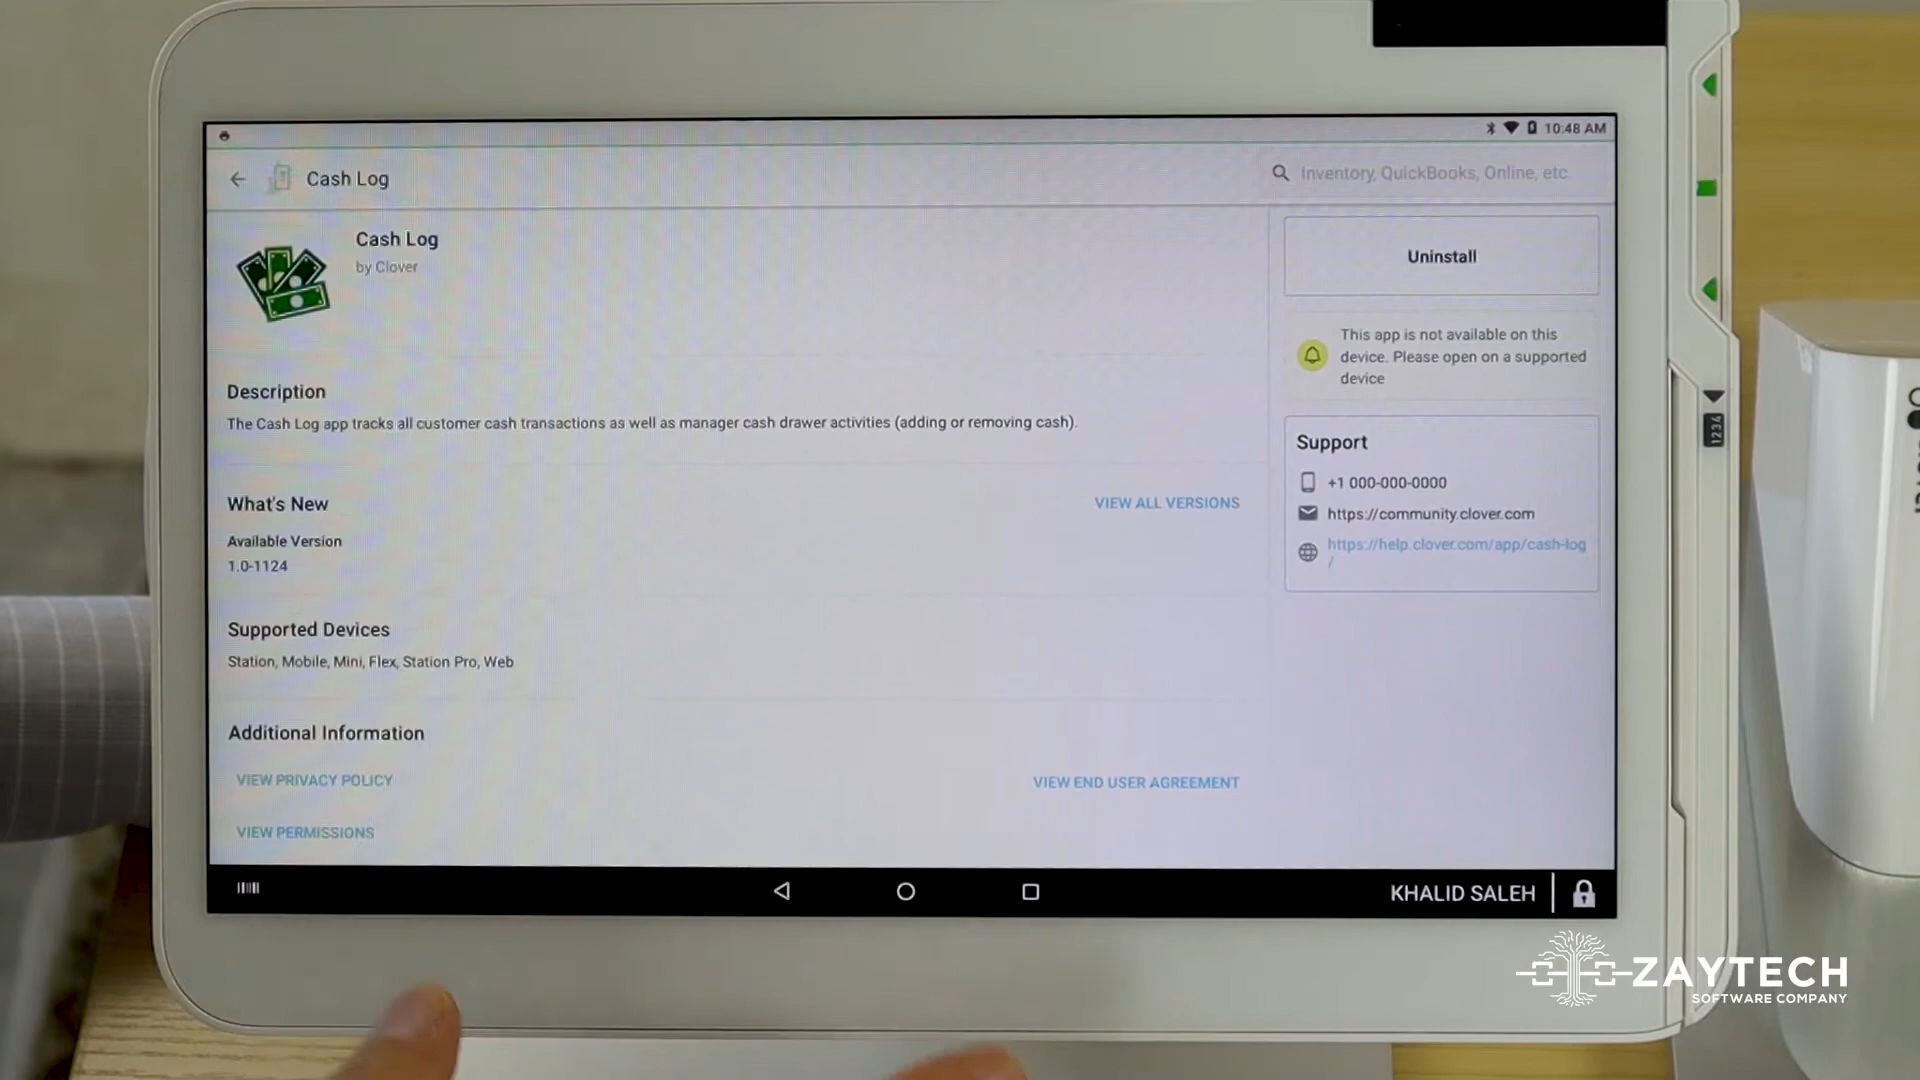 10:48 AM
Cash Log
Inventory, QuickBooks, Online, etc.
Cash Log
by Clover
Uninstall
This app is not available on this
device. Please open on a supported
device
Description
The Cash Log app tracks all customer cash transactions as well as manager cash drawer activities (adding or removing cash).
Support
+1 000-000-0000
https://community.clover.com
https://help.clover.com/app/cash-log
/
What's New
VIEW ALL VERSIONS
Available Version
1.0-1124
Supported Devices
Station, Mobile, Mini, Flex, Station Pro, Web
Additional Information
VIEW PRIVACY POLICY
VIEW END USER AGREEMENT
VIEW PERMISSIONS
KHALID SALEH
1234
ZAYTECH
SOFTWARE COMPANY